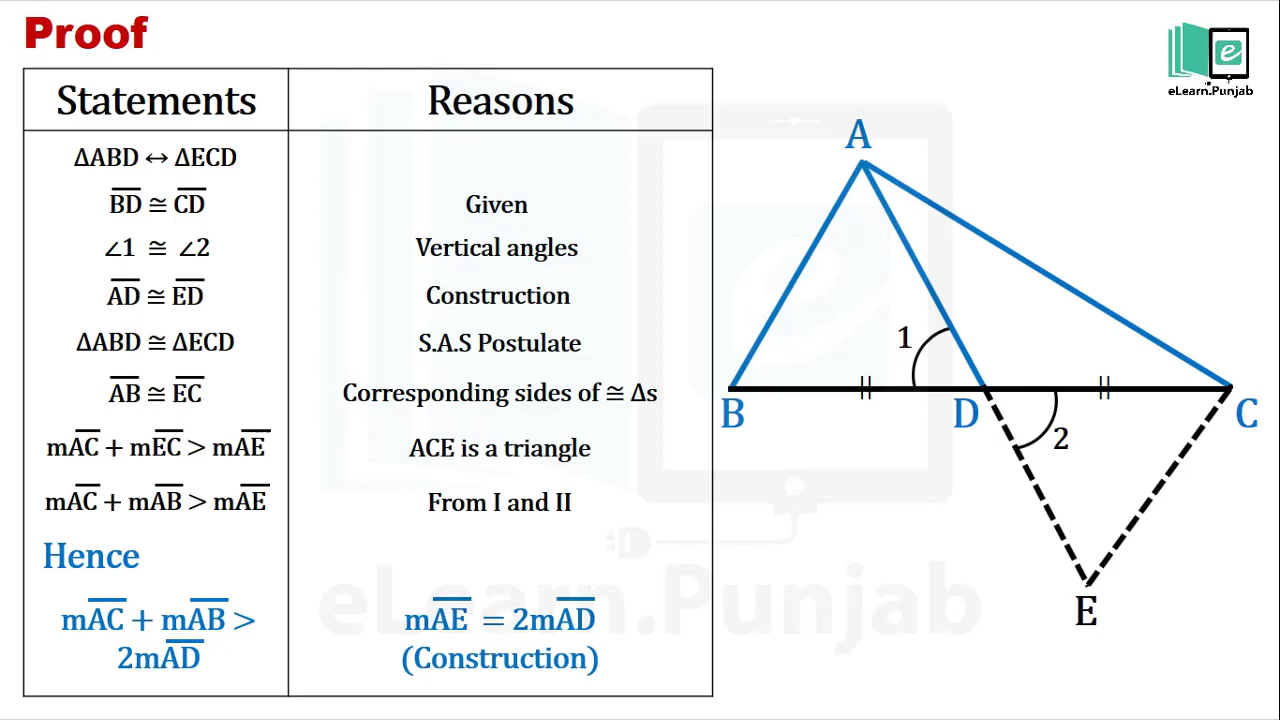 Proof
eLearn.Punjab
Statements Reasons
ΔABD ↔ ΔECD
B̅D̅ ≅ C̅D̅ Given
∠1 ≅ ∠2 Vertical angles
A̅D̅ ≅ E̅D̅ Construction
ΔABD ≅ ΔECD S.A.S Postulate
A̅B̅ ≅ E̅C̅ Corresponding sides of ≅ Δs
mA̅C̅ + mE̅C̅ > mA̅E̅ ACE is a triangle
mA̅C̅ + mA̅B̅ > mA̅E̅ From I and II
Hence
mA̅C̅ + mA̅B̅ > mA̅E̅ = 2mA̅D̅
2mA̅D̅ (Construction)
A
1
B D C
2
E
eLearn.Punjab